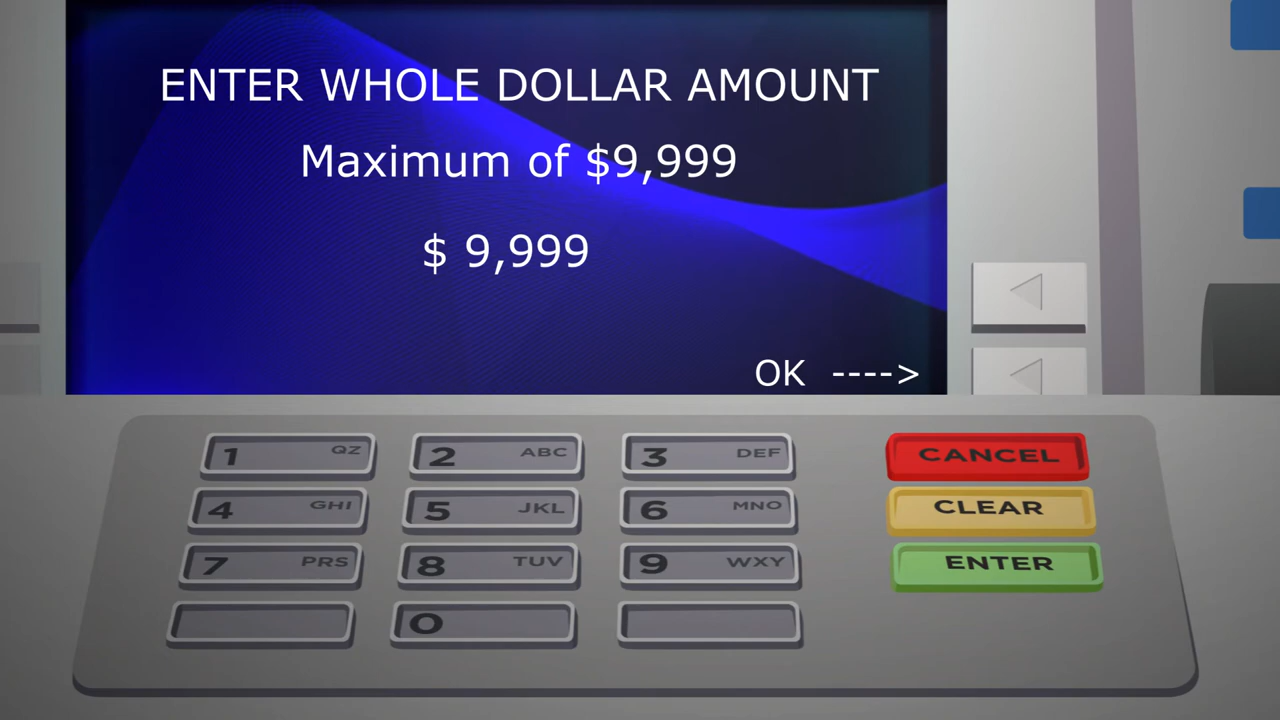 ENTER WHOLE DOLLAR AMOUNT
Maximum of $9,999
$ 9,999
OK ---->
1 QZ 2 ABC 3 DEF CANCEL
4 GHI 5 JKL 6 MNO CLEAR
7 PRS 8 TUV 9 WXY ENTER
0